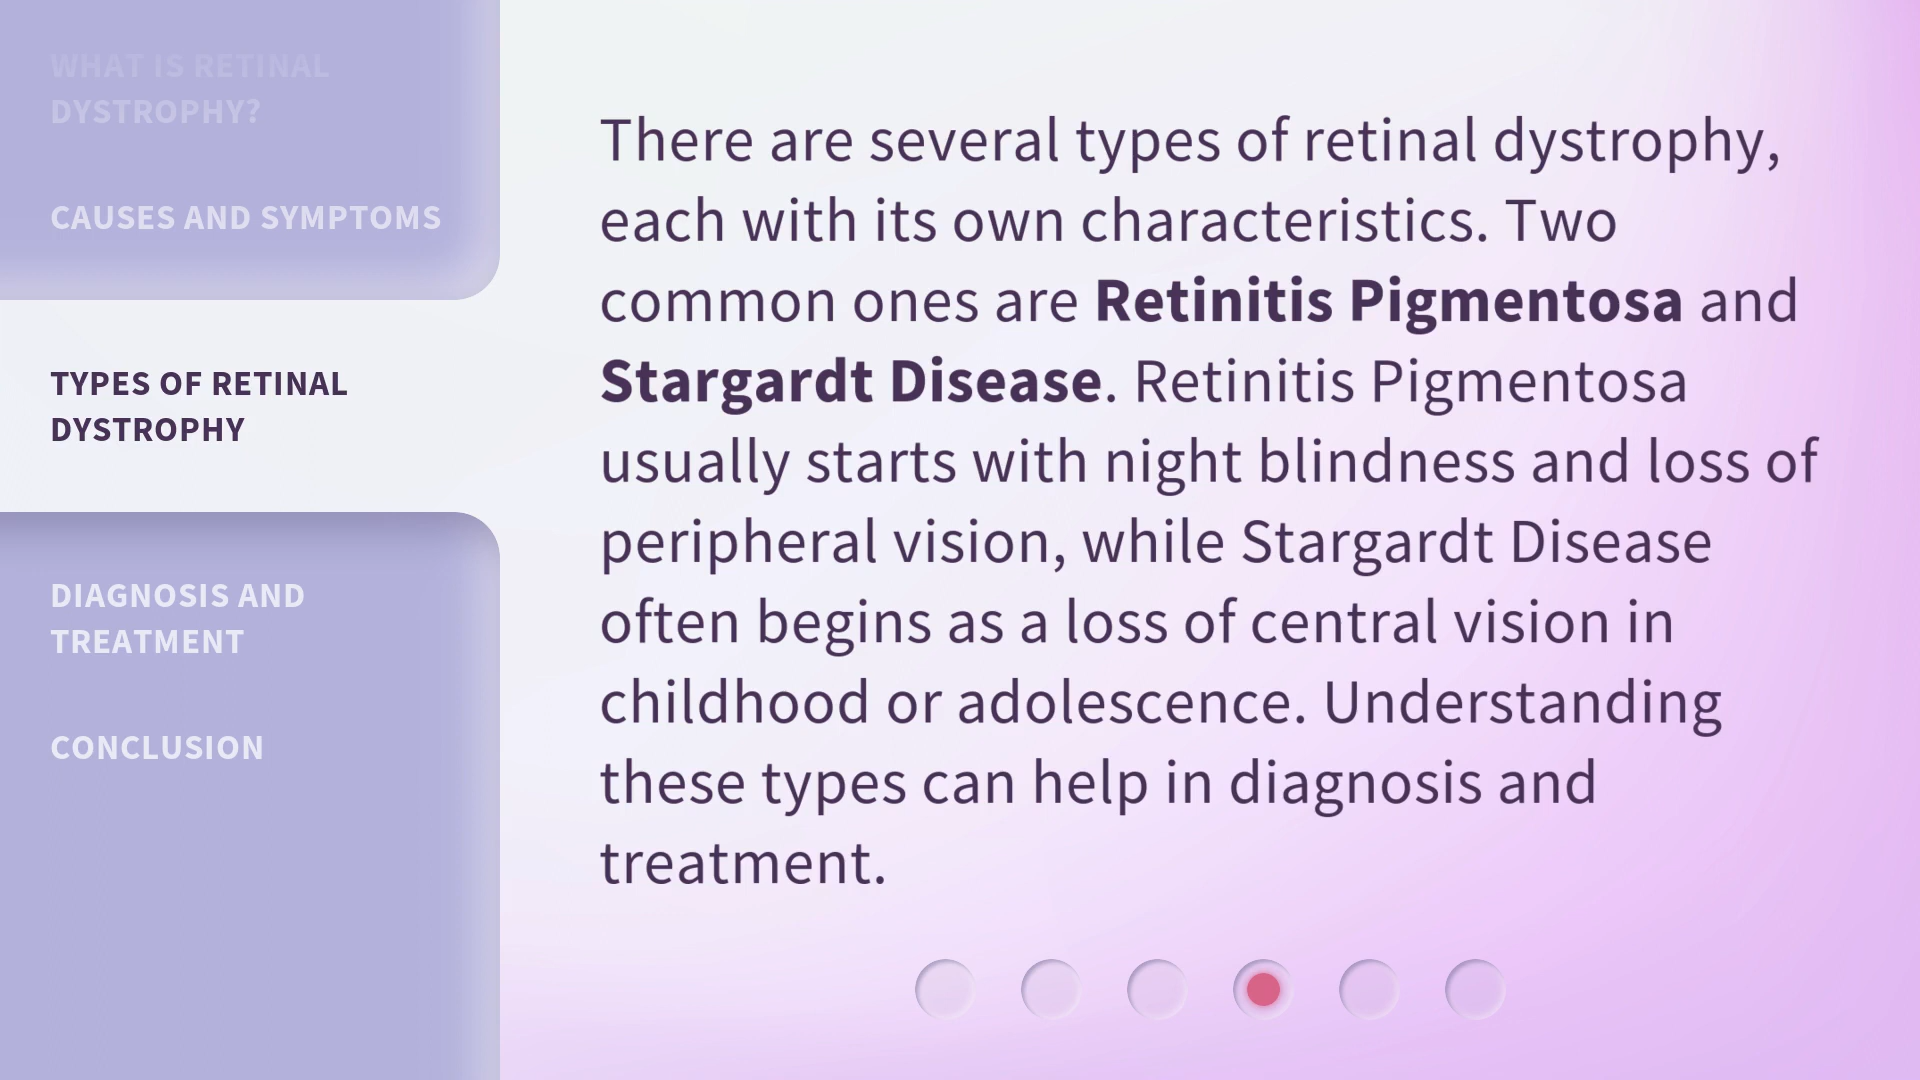 WHAT IS RETINAL
DYSTROPHY?
CAUSES AND SYMPTOMS
TYPES OF RETINAL
DYSTROPHY
DIAGNOSIS AND
TREATMENT
CONCLUSION
There are several types of retinal dystrophy,
each with its own characteristics. Two
common ones are Retinitis Pigmentosa and
Stargardt Disease. Retinitis Pigmentosa
usually starts with night blindness and loss of
peripheral vision, while Stargardt Disease
often begins as a loss of central vision in
childhood or adolescence. Understanding
these types can help in diagnosis and
treatment.